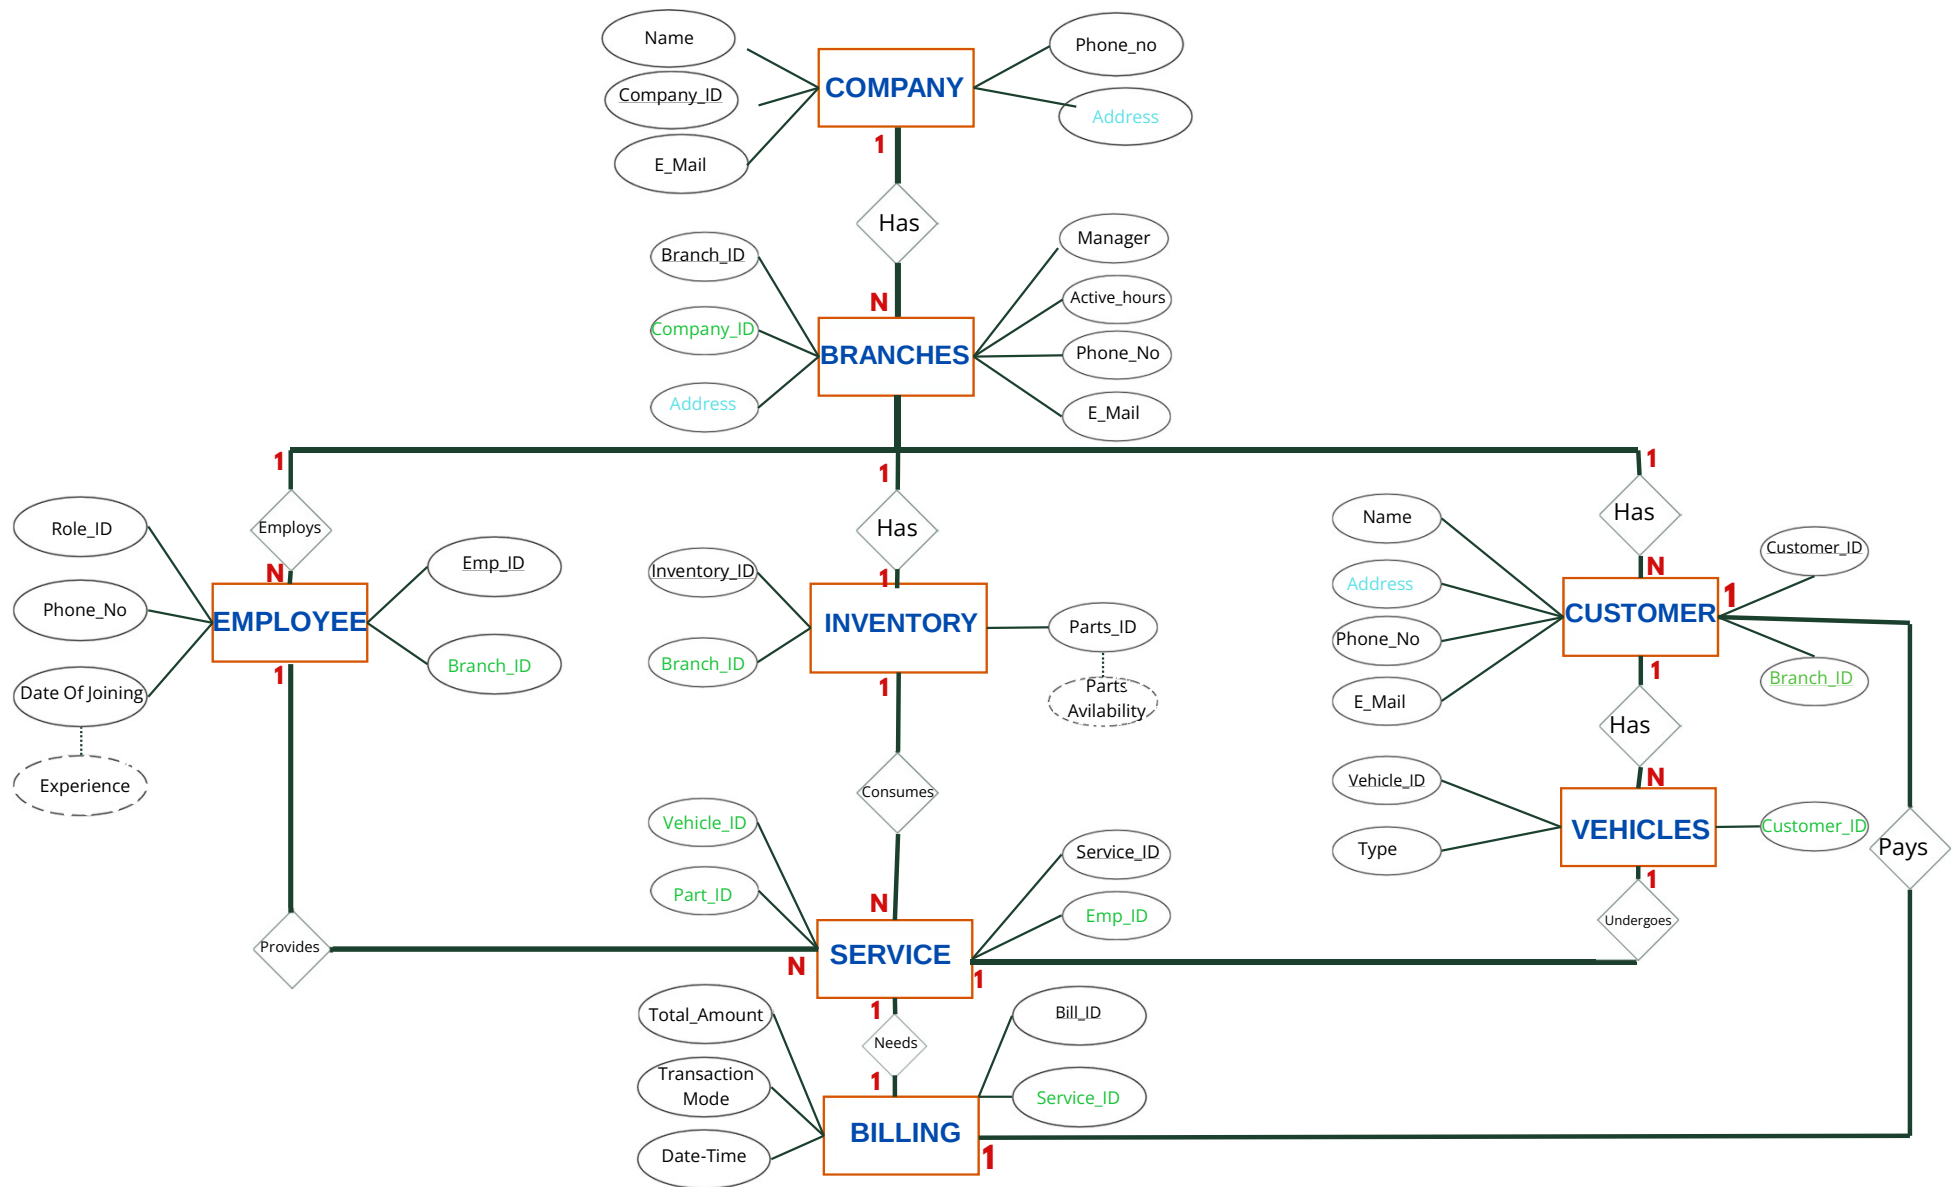 Name
Phone_no
COMPANY
Company_ID
Address
E_Mail
1
Has
Branch_ID
Manager
Active_hours
N
Company_ID
BRANCHES
Phone_No
Address
E_Mail
1
1
1
Role_ID
Employs
Has
Name
Has
Emp_ID
Inventory_ID
Customer_ID
N
1
N
Address
1
Phone_No
EMPLOYEE
INVENTORY
Parts_ID
CUSTOMER
Phone_No
Branch_ID
Branch_ID
1
1
1
Branch_ID
Date Of Joining
Parts
Avilability
E_Mail
Has
Experience
Consumes
Vehicle_ID
N
Vehicle_ID
VEHICLES
Customer_ID
Type
Pays
Service_ID
Part_ID
N
1
Emp_ID
Undergoes
Provides
SERVICE
N
1
Total_Amount
1
Bill_ID
Needs
Transaction
Mode
1
Service_ID
BILLING
Date-Time
1